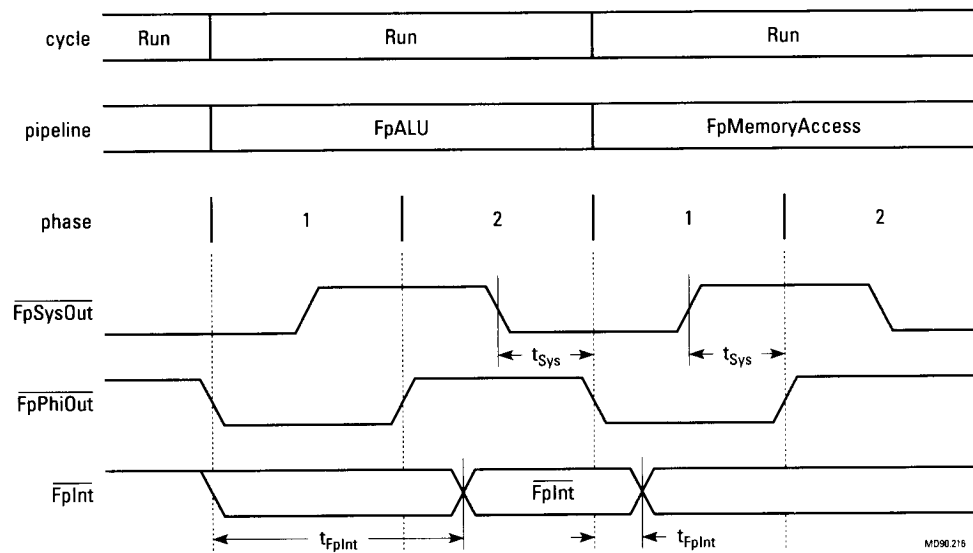 cycle Run Run Run
pipeline FpALU FpMemoryAccess
phase 1 2 1 2
FpSysOut
tSys tSys
FpPhiOut
FpInt FpInt
tFpInt tFpInt
MD90.216